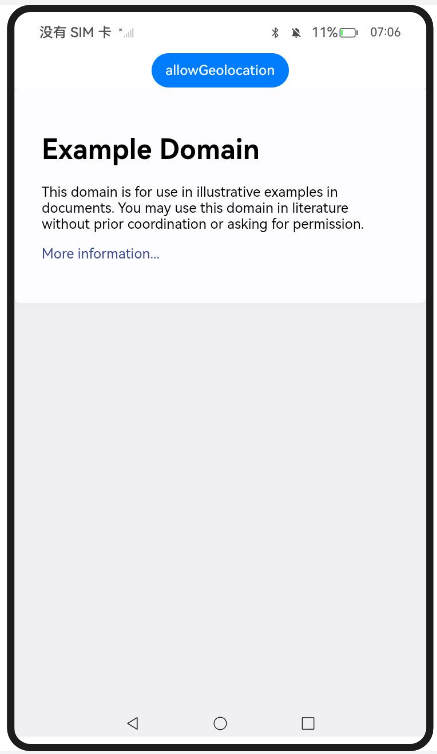 没有 SIM 卡 11% 07:06
allowGeolocation
Example Domain
This domain is for use in illustrative examples in
documents. You may use this domain in literature
without prior coordination or asking for permission.
More information...